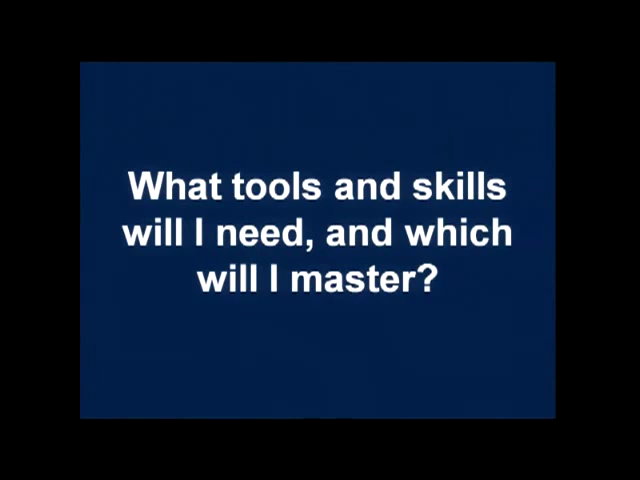 What tools and skills
will I need, and which
will I master?